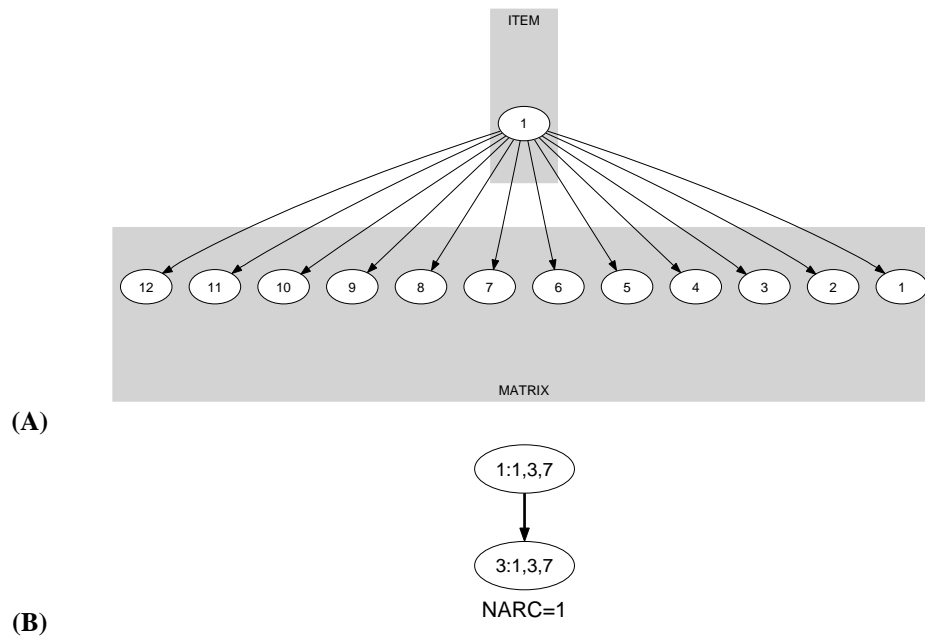 ITEM
1
12 11 10 9 8 7 6 5 4 3 2 1
MATRIX
(A)
1:1,3,7
3:1,3,7
NARC=1
(B)